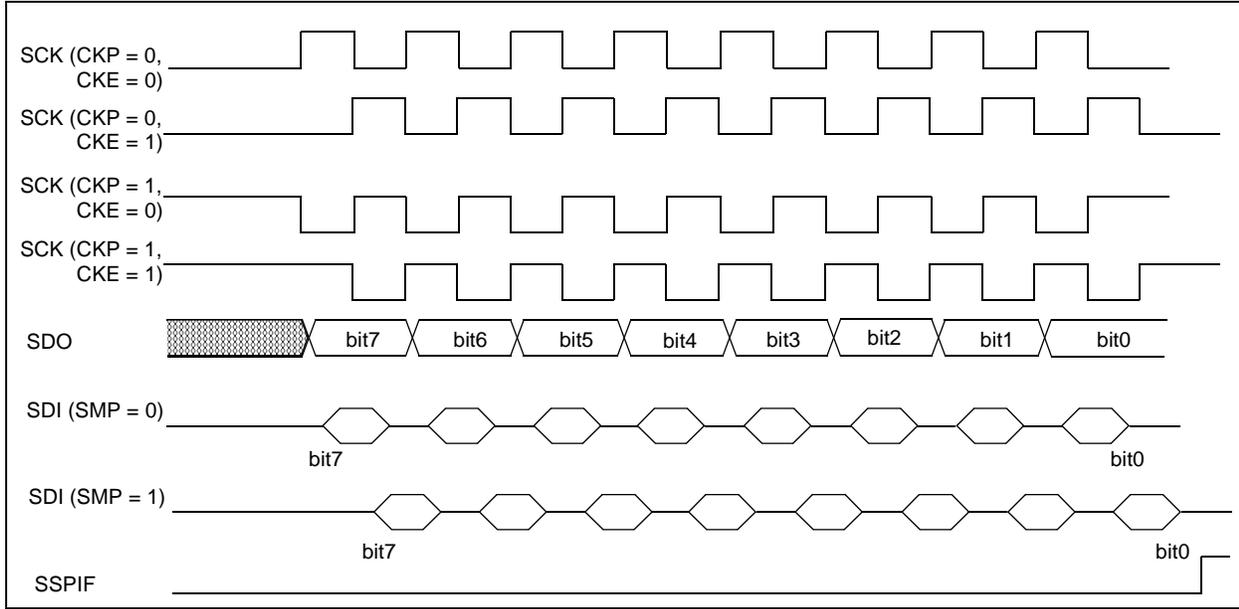 SCK (CKP = 0,
CKE = 0)
SCK (CKP = 0,
CKE = 1)
SCK (CKP = 1,
CKE = 0)
SCK (CKP = 1,
CKE = 1)
SDO bit7 bit6 bit5 bit4 bit3 bit2 bit1 bit0
SDI (SMP = 0)
bit7 bit0
SDI (SMP = 1)
bit7 bit0
SSPIF